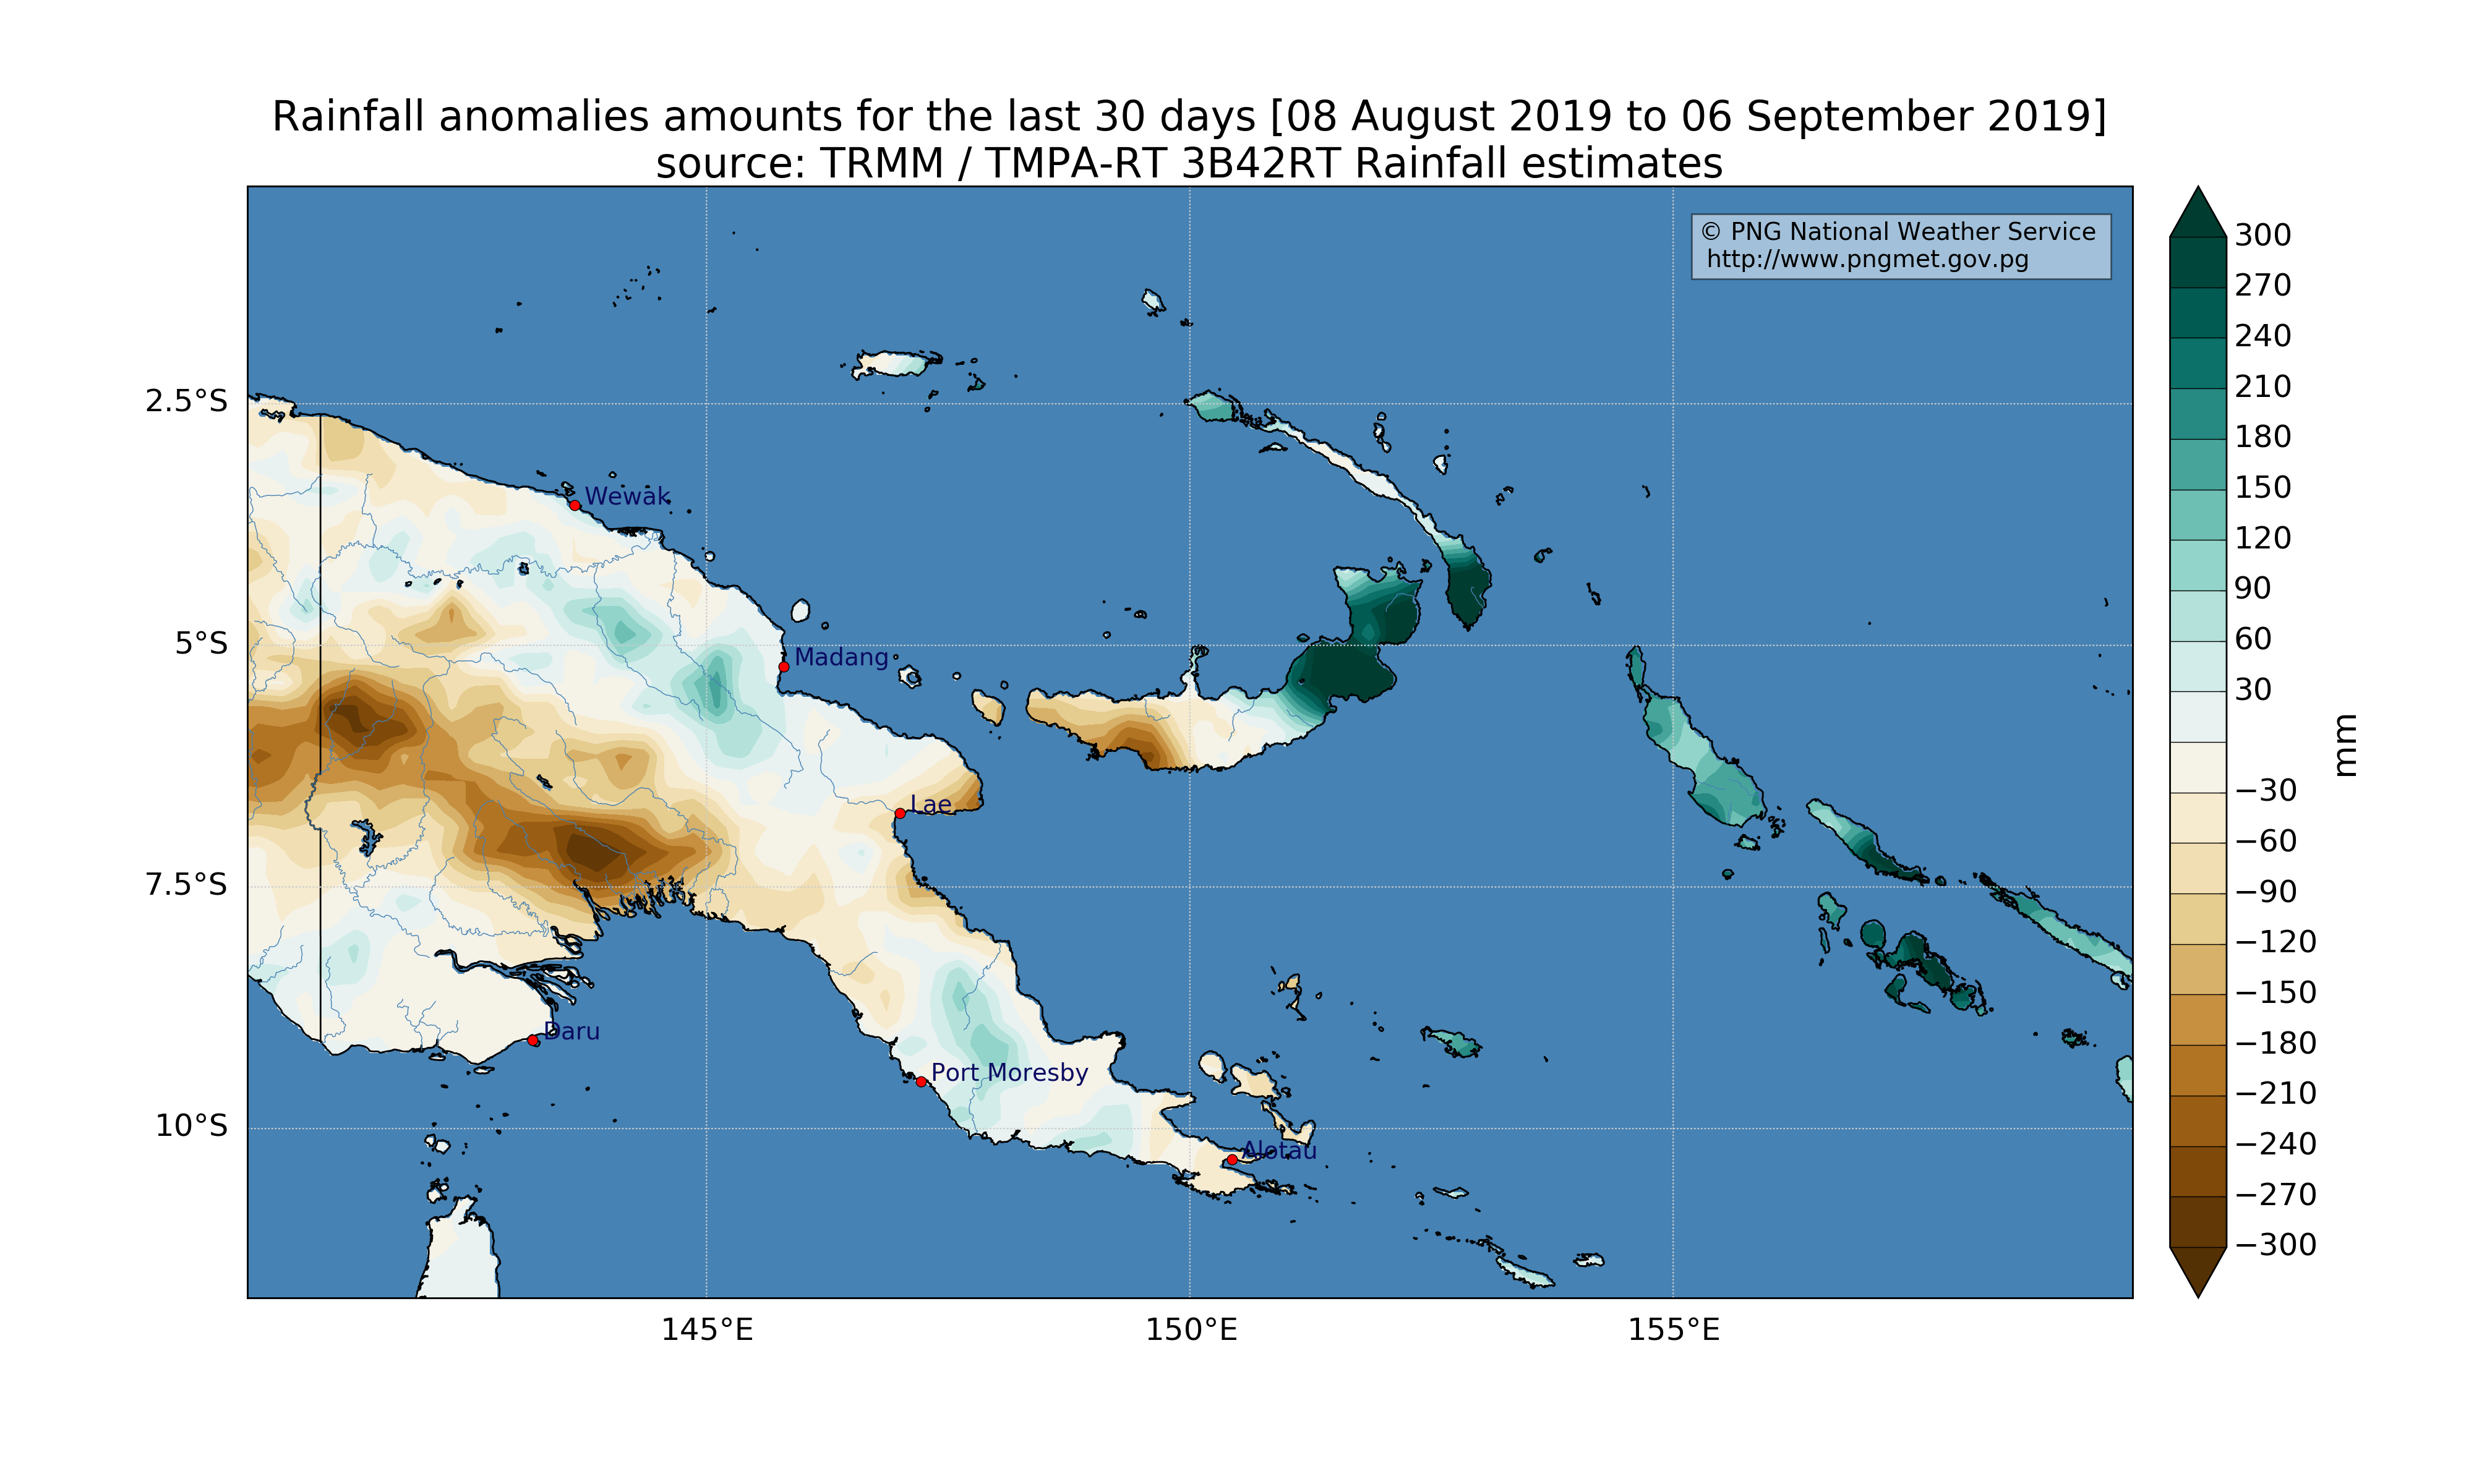 Rainfall anomalies amounts for the last 30 days [08 August 2019 to 06 September 2019]
source: TRMM / TMPA-RT 3B42RT Rainfall estimates
© PNG National Weather Service
http://www.pngmet.gov.pg
2.5°S
5°S
7.5°S
10°S
145°E
150°E
155°E
Wewak
Madang
Lae
Daru
Port Moresby
Alotau
300
270
240
210
180
150
120
90
60
30
−30
−60
−90
−120
−150
−180
−210
−240
−270
−300
mm